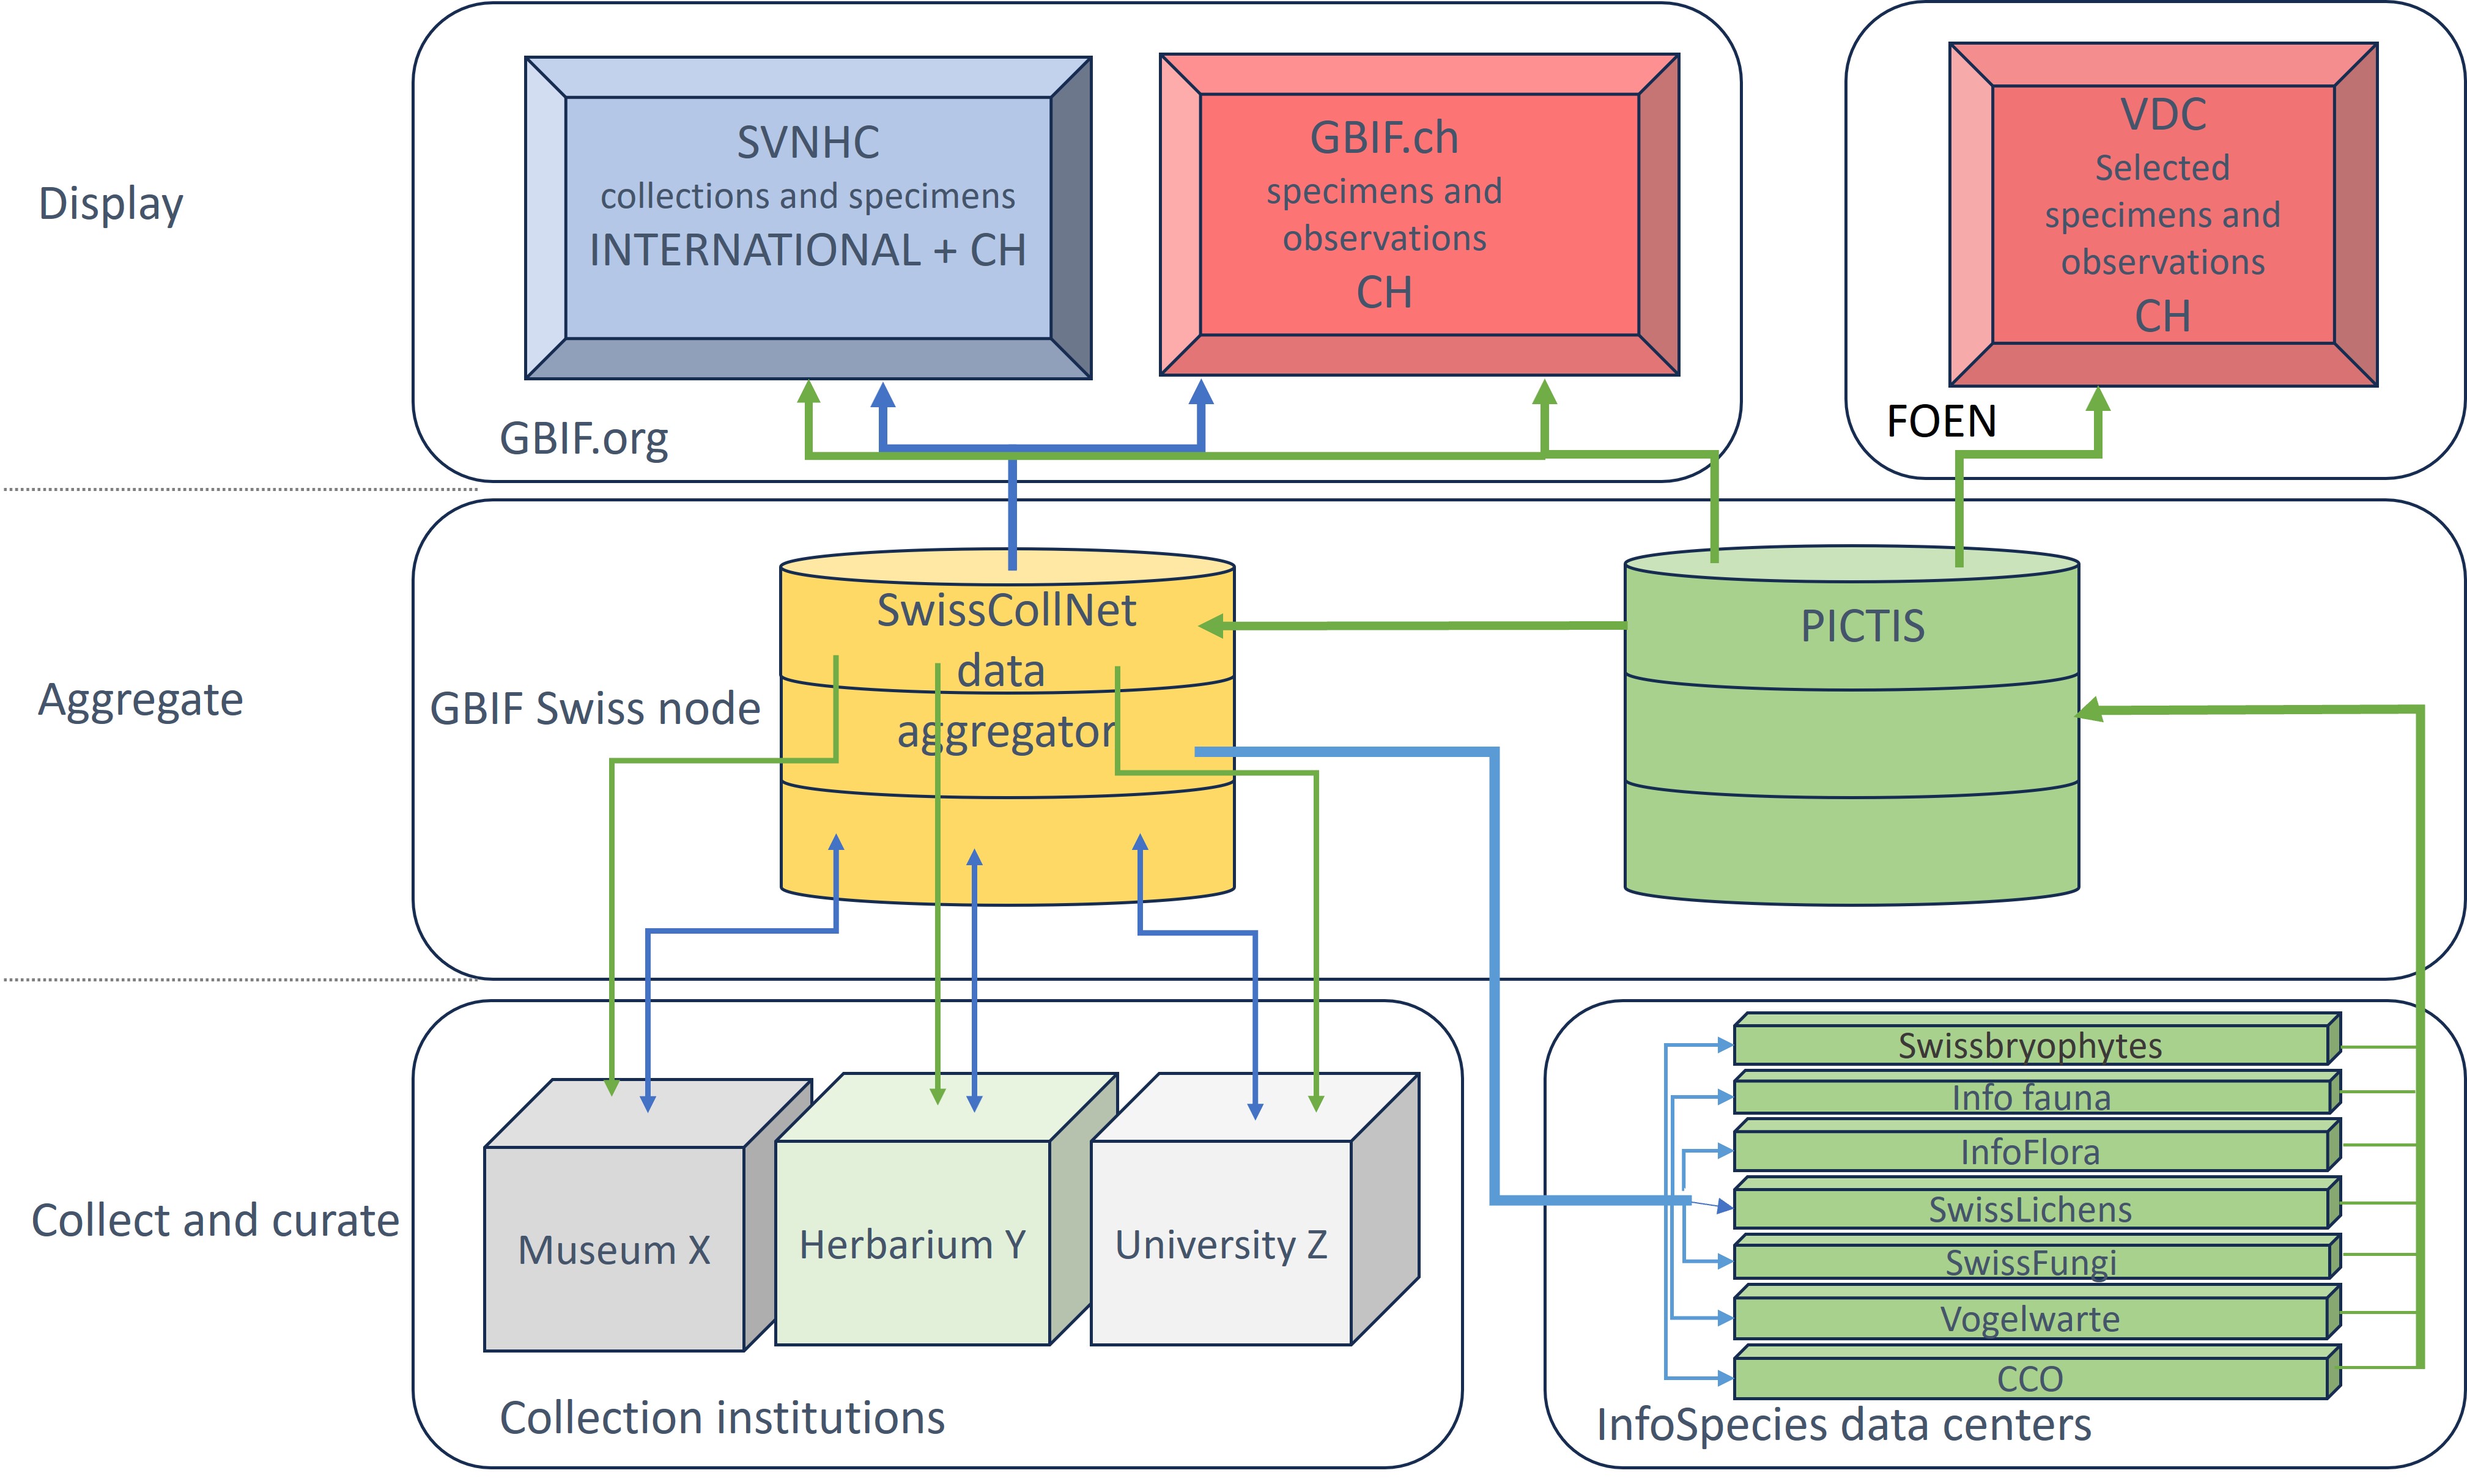 Display
SVNHC
collections and specimens
INTERNATIONAL + CH
GBIF.ch
specimens and
observations
CH
GBIF.org
VDC
Selected
specimens and
observations
CH
FOEN
Aggregate
GBIF Swiss node
SwissCollNet
data
aggregator
PICTIS
Collect and curate
Museum X
Herbarium Y
University Z
Collection institutions
Swissbryophytes
Info fauna
InfoFlora
SwissLichens
SwissFungi
Vogelwarte
CCO
InfoSpecies data centers